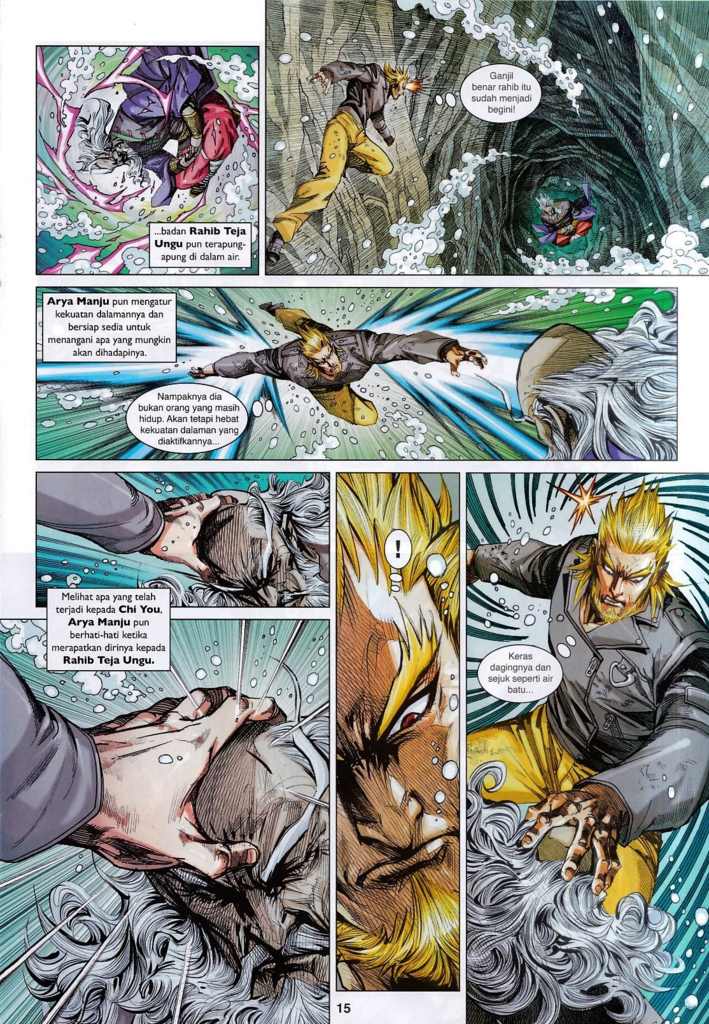 ...badan Rahib Teja
Ungu pun terapung-
apung di dalam air.
Ganjil
benar rahib itu
sudah menjadi
begini!
Arya Manju pun mengatur
kekuatan dalamannya dan
bersiap sedia untuk
menangani apa yang mungkin
akan dihadapinya.
Nampaknya dia
bukan orang yang masih
hidup. Akan tetapi hebat
kekuatan dalaman yang
diaktifkannya...
Melihat apa yang telah
terjadi kepada Chi You,
Arya Manju pun
berhati-hati ketika
merapatkan dirinya kepada
Rahib Teja Ungu.
!
Keras
dagingnya dan
sejuk seperti air
batu...
15